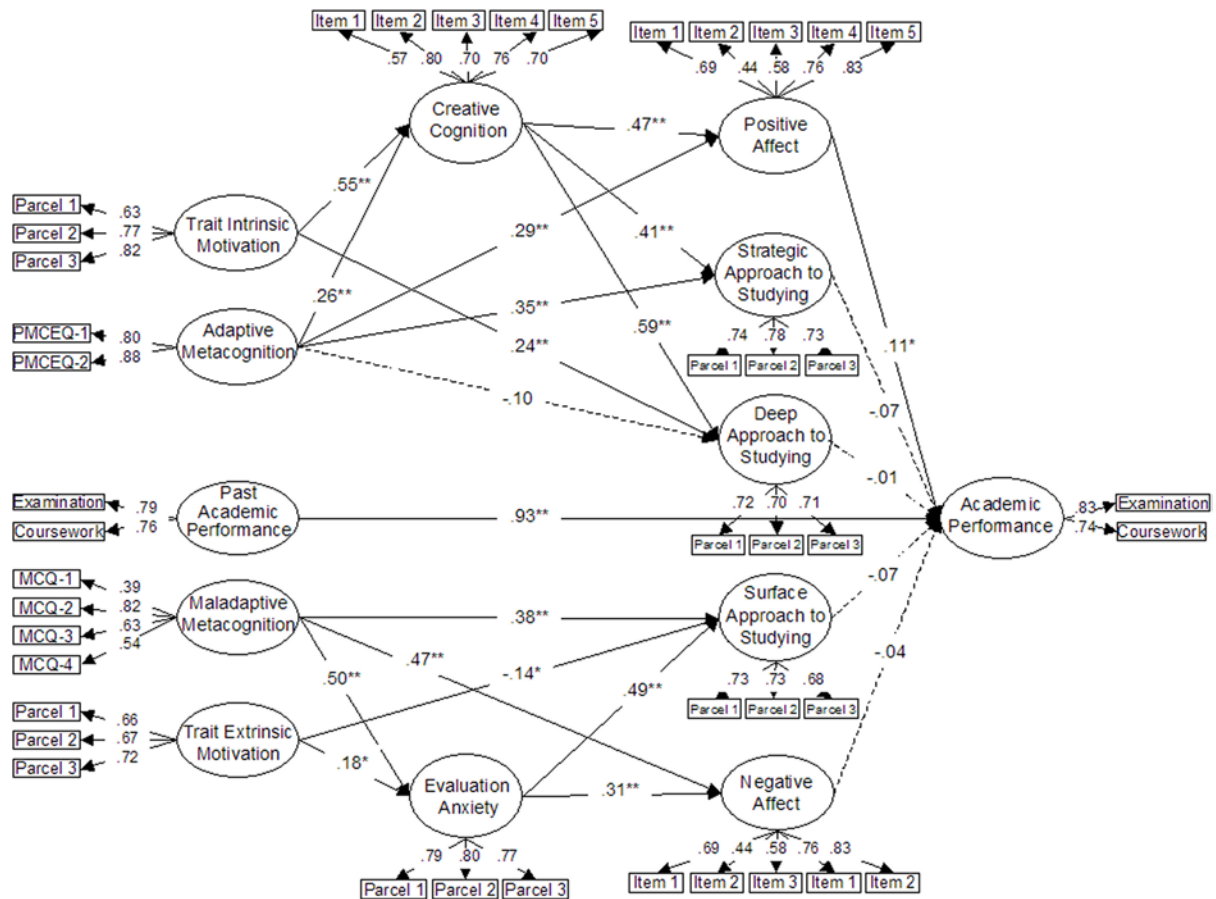 Item 1 Item 2 Item 3 Item 4 Item 5
.57 .80 .70 .76 .70
Creative
Cognition
Item 1 Item 2 Item 3 Item 4 Item 5
.69 .44 .58 .76 .83
Positive
Affect
.47**
.55**
Parcel 1
Parcel 2
Parcel 3
.63
.77
.82
Trait Intrinsic
Motivation
.29**
.41**
Strategic
Approach to
Studying
.74 .78 .73
Parcel 1 Parcel 2 Parcel 3
.26**
.35**
.59**
.11*
PMCEQ-1
PMCEQ-2
.80
.88
Adaptive
Metacognition
.24**
-.10
-.07
Deep
Approach to
Studying
.72 .70 .71
Parcel 1 Parcel 2 Parcel 3
-.01
Examination
Coursework
.79
.76
Past
Academic
Performance
.93**
Academic
Performance
.83
.74
Examination
Coursework
MCQ-1
MCQ-2
MCQ-3
MCQ-4
.39
.82
.63
.54
Maladaptive
Metacognition
.38**
Surface
Approach to
Studying
.73 .73 .68
Parcel 1 Parcel 2 Parcel 3
-.07
-.04
.50**
.47**
-.14*
.49**
Parcel 1
Parcel 2
Parcel 3
.66
.67
.72
Trait Extrinsic
Motivation
.18*
Evaluation
Anxiety
.31**
.79 .80 .77
Parcel 1 Parcel 2 Parcel 3
Negative
Affect
.69 .44 .58 .76 .83
Item 1 Item 2 Item 3 Item 1 Item 2